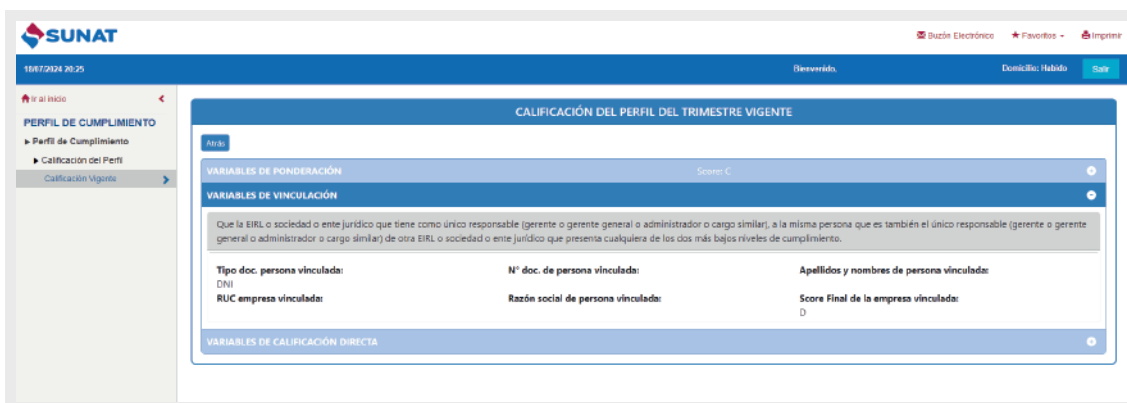 SUNAT
Buzón Electrónico Favoritos Imprimir
18/07/2024 20:25 Bienvenido, Domicilio: Habido Salir
Ir al inicio
PERFIL DE CUMPLIMIENTO
Perfil de Cumplimiento
Calificación del Perfil
Calificación Vigente
CALIFICACIÓN DEL PERFIL DEL TRIMESTRE VIGENTE
Atrás
VARIABLES DE PONDERACIÓN Score: C
VARIABLES DE VINCULACIÓN
Que la EIRL o sociedad o ente jurídico que tiene como único responsable (gerente o gerente general o administrador o cargo similar), a la misma persona que es también el único responsable (gerente o gerente
general o administrador o cargo similar) de otra EIRL o sociedad o ente jurídico que presenta cualquiera de los dos más bajos niveles de cumplimiento.
Tipo doc. persona vinculada: N° doc. de persona vinculada: Apellidos y nombres de persona vinculada:
DNI
RUC empresa vinculada: Razón social de persona vinculada: Score Final de la empresa vinculada:
D
VARIABLES DE CALIFICACIÓN DIRECTA